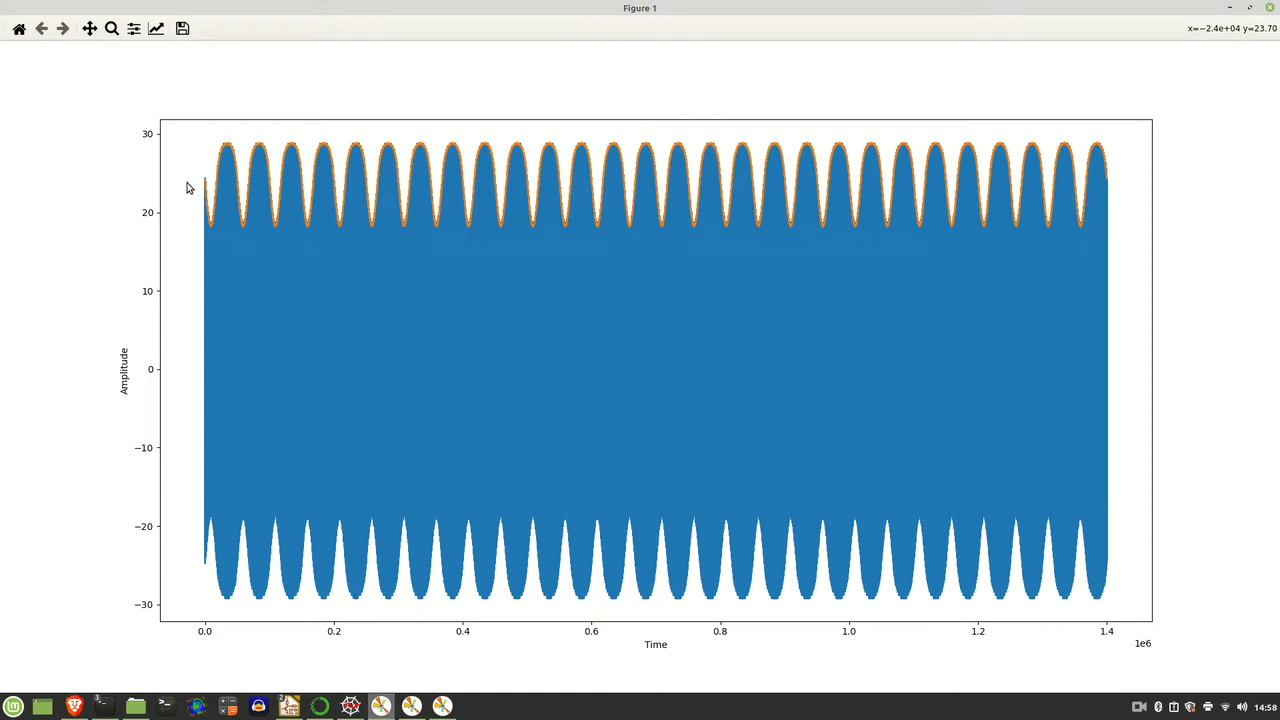 Figure 1
x=−2.4e+04 y=23.70
30
20
10
0
−10
−20
−30
Amplitude
0.0 0.2 0.4 0.6 0.8 1.0 1.2 1.4
1e6
Time
14:58